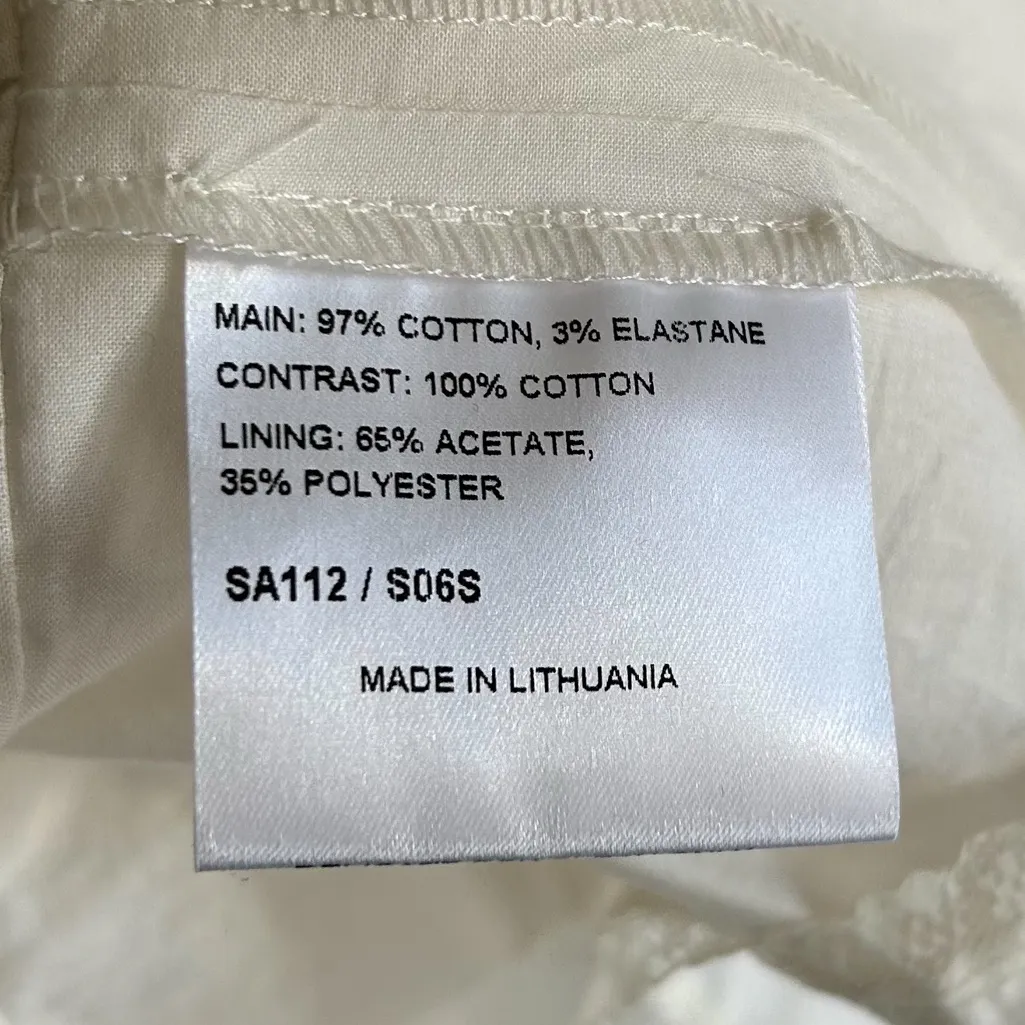 MAIN: 97% COTTON, 3% ELASTANE
CONTRAST: 100% COTTON
LINING: 65% ACETATE,
35% POLYESTER
SA112 / S06S
MADE IN LITHUANIA